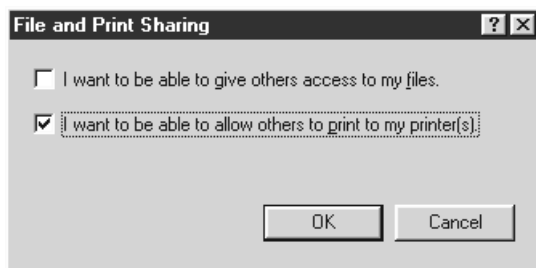 File and Print Sharing
I want to be able to give others access to my files.
I want to be able to allow others to print to my printer(s).
OK
Cancel